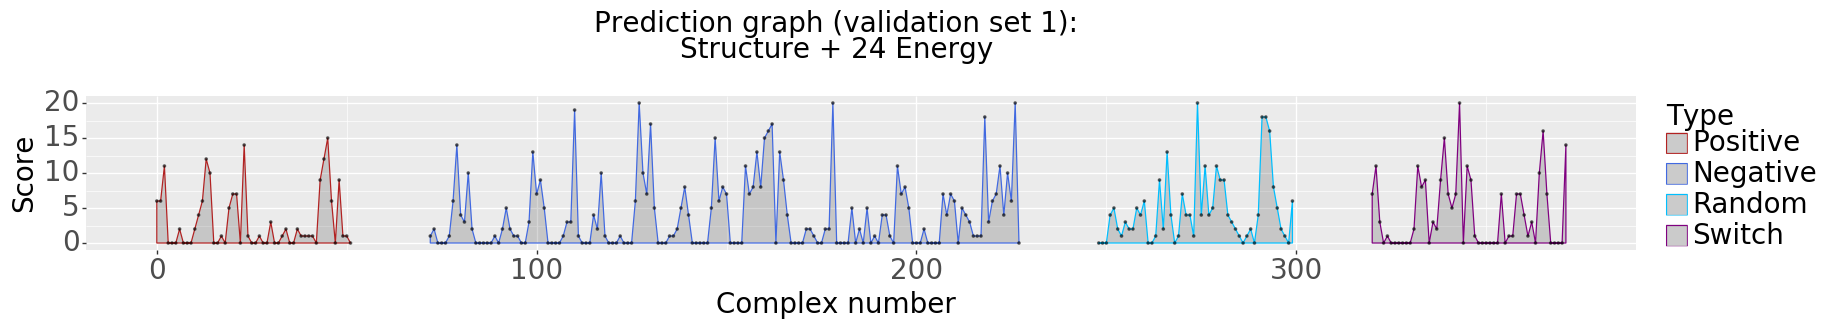 Prediction graph (validation set 1):
Structure + 24 Energy
Score
20
15
10
5
0
0 100 200 300
Complex number
Type
Positive
Negative
Random
Switch